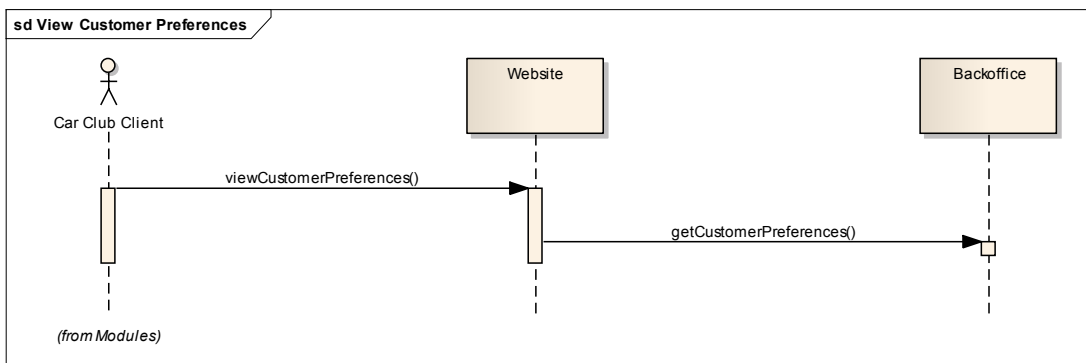 sd View Customer Preferences
Car Club Client
Website
Backoffice
viewCustomerPreferences()
getCustomerPreferences()
(from Modules)